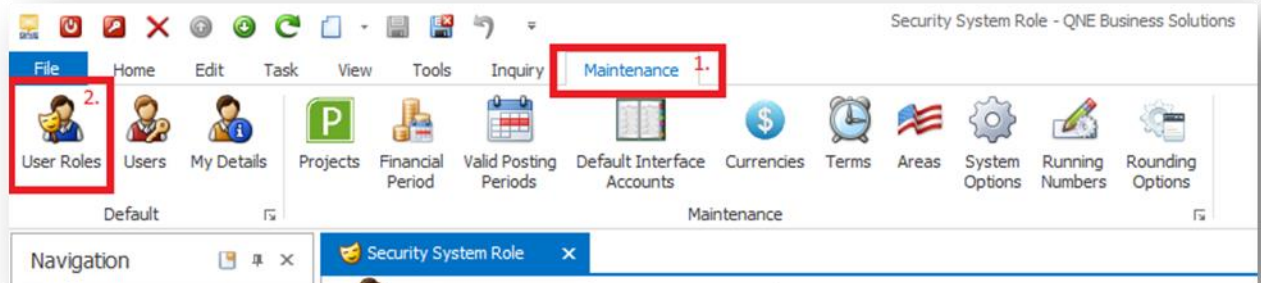 Security System Role - QNE Business Solutions
File Home Edit Task View Tools Inquiry Maintenance 1.
2.
User Roles Users My Details Projects Financial Period Valid Posting Periods Default Interface Accounts Currencies Terms Areas System Options Running Numbers Rounding Options
Default Maintenance
Navigation Security System Role